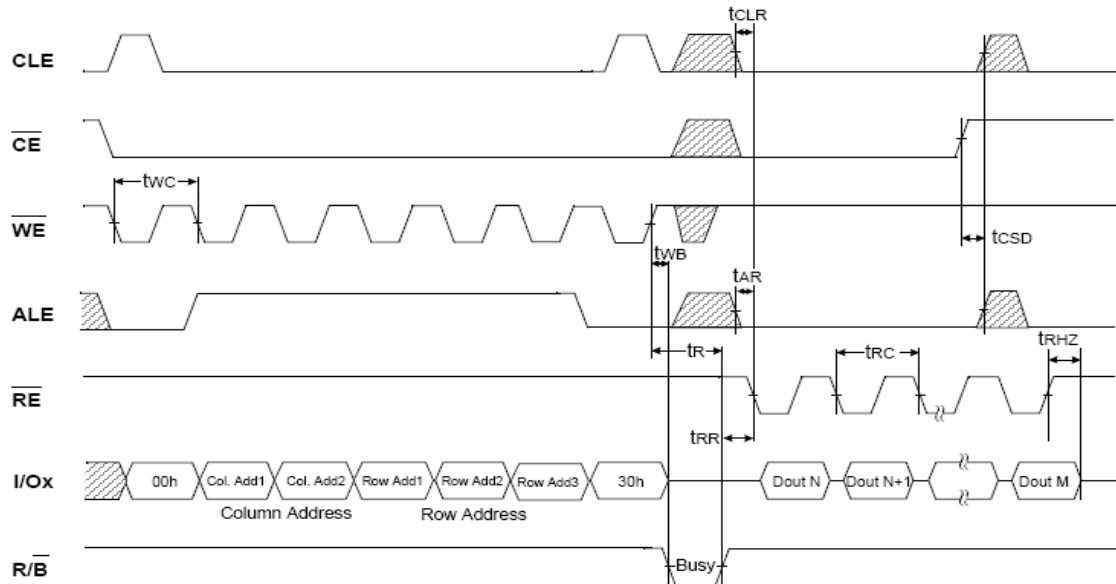 tCLR
CLE
CE
tWC
WE
tWB
tCSD
tAR
ALE
tR
tRC
tRHZ
RE
tRR
I/Ox
00h
Col. Add1
Col. Add2
Row Add1
Row Add2
Row Add3
30h
Dout N
Dout N+1
Dout M
Column Address
Row Address
R/B
Busy